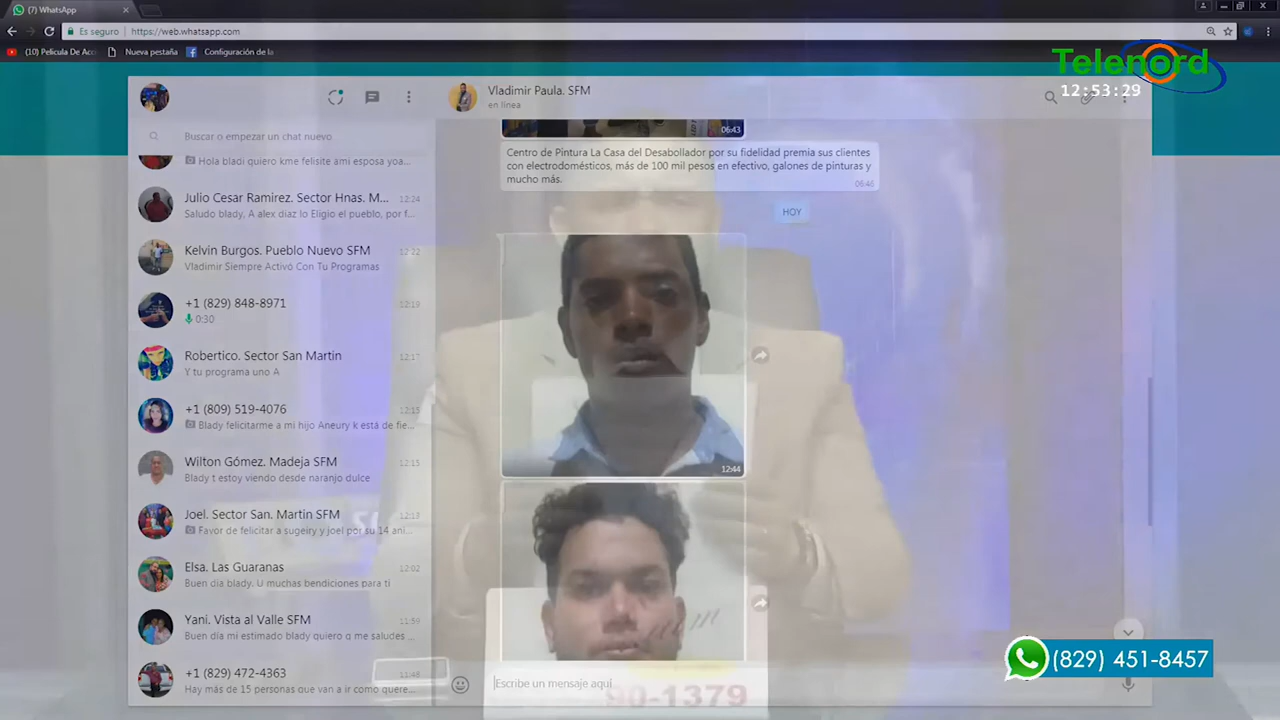 (7) WhatsApp
Es seguro
https://web.whatsapp.com
(10) Pelicula De Acc
Nueva pestaña
Configuración de la
Telenord
12:53:29
Vladimir Paula. SFM
en línea
Buscar o empezar un chat nuevo
Hola bladi quiero kme felisite ami esposa yoa...
Julio Cesar Ramirez. Sector Hnas. M...
12:24
Saludo blady, A alex diaz lo Eligio el pueblo, por f...
Kelvin Burgos. Pueblo Nuevo SFM
12:22
Vladimir Siempre Activó Con Tu Programas
+1 (829) 848-8971
12:19
0:30
Robertico. Sector San Martin
12:17
Y tu programa uno A
+1 (809) 519-4076
12:15
Blady felicitarme a mi hijo Aneury k está de fie...
Wilton Gómez. Madeja SFM
12:15
Blady t estoy viendo desde naranjo dulce
Joel. Sector San. Martin SFM
12:13
Favor de felicitar a sugeiry y joel por su 14 ani...
Elsa. Las Guaranas
12:02
Buen dia blady. U muchas bendiciones para ti
Yani. Vista al Valle SFM
11:59
Buen día mi estimado blady quiero q me saludes ...
+1 (829) 472-4363
11:48
Hay más de 15 personas que van a ir como quere...
06:43
Centro de Pintura La Casa del Desabollador por su fidelidad premia sus clientes
con electrodomésticos, más de 100 mil pesos en efectivo, galones de pinturas y
mucho más.
06:46
HOY
12:44
Escribe un mensaje aquí
90-1379
(829) 451-8457